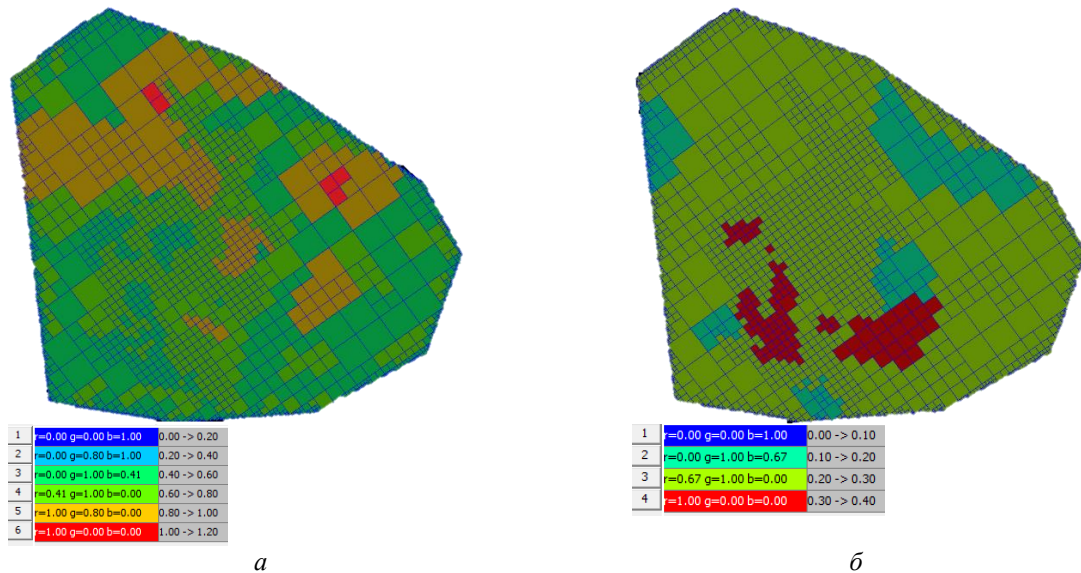 1 r=0.00 g=0.00 b=1.00 0.00 -> 0.20
2 r=0.00 g=0.80 b=1.00 0.20 -> 0.40
3 r=0.00 g=1.00 b=0.41 0.40 -> 0.60
4 r=0.41 g=1.00 b=0.00 0.60 -> 0.80
5 r=1.00 g=0.80 b=0.00 0.80 -> 1.00
6 r=1.00 g=0.00 b=0.00 1.00 -> 1.20
а
1 r=0.00 g=0.00 b=1.00 0.00 -> 0.10
2 r=0.00 g=1.00 b=0.67 0.10 -> 0.20
3 r=0.67 g=1.00 b=0.00 0.20 -> 0.30
4 r=1.00 g=0.00 b=0.00 0.30 -> 0.40
б